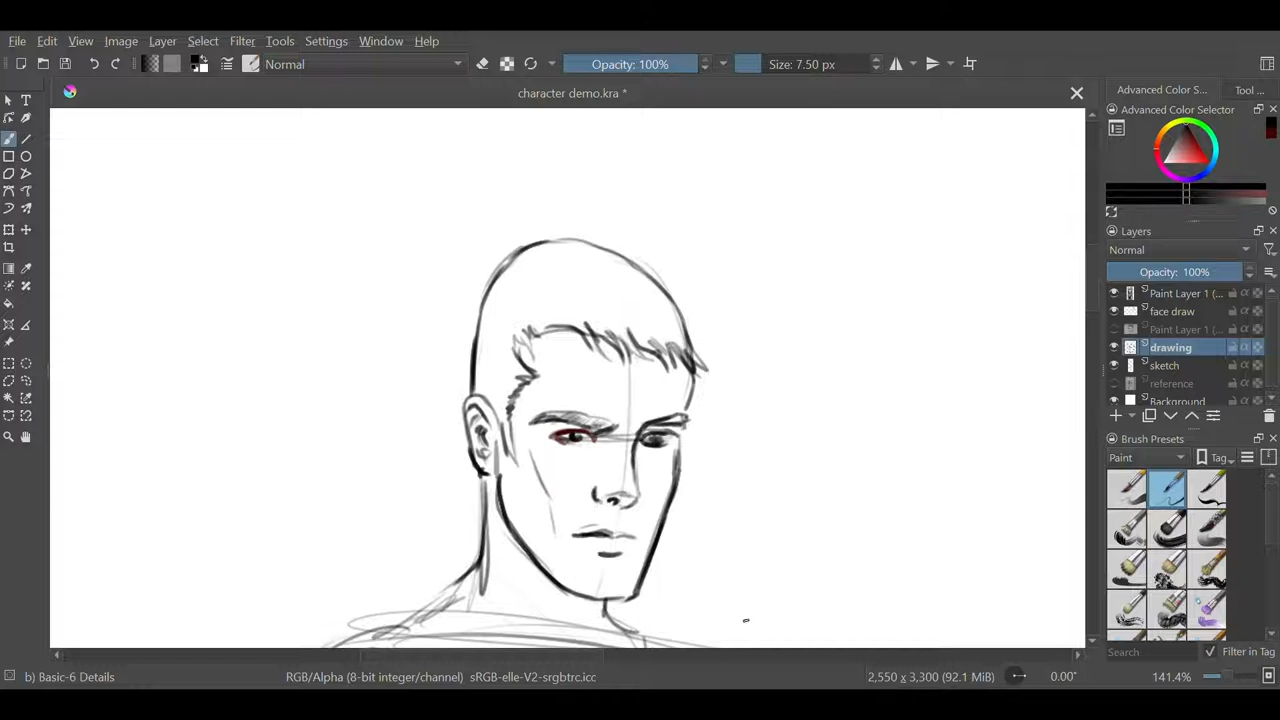 File Edit View Image Layer Select Filter Tools Settings Window Help
Normal Opacity: 100% Size: 7.50 px
character demo.kra *
Advanced Color S... Tool ...
Advanced Color Selector
Layers
Normal
Opacity: 100%
Paint Layer 1 (...
face draw
Paint Layer 1 (...
drawing
sketch
reference
Background
Brush Presets
Paint Tag
Search Filter in Tag
b) Basic-6 Details RGB/Alpha (8-bit integer/channel) sRGB-elle-V2-srgbtrc.icc 2,550 x 3,300 (92.1 MiB) 0.00° 141.4%